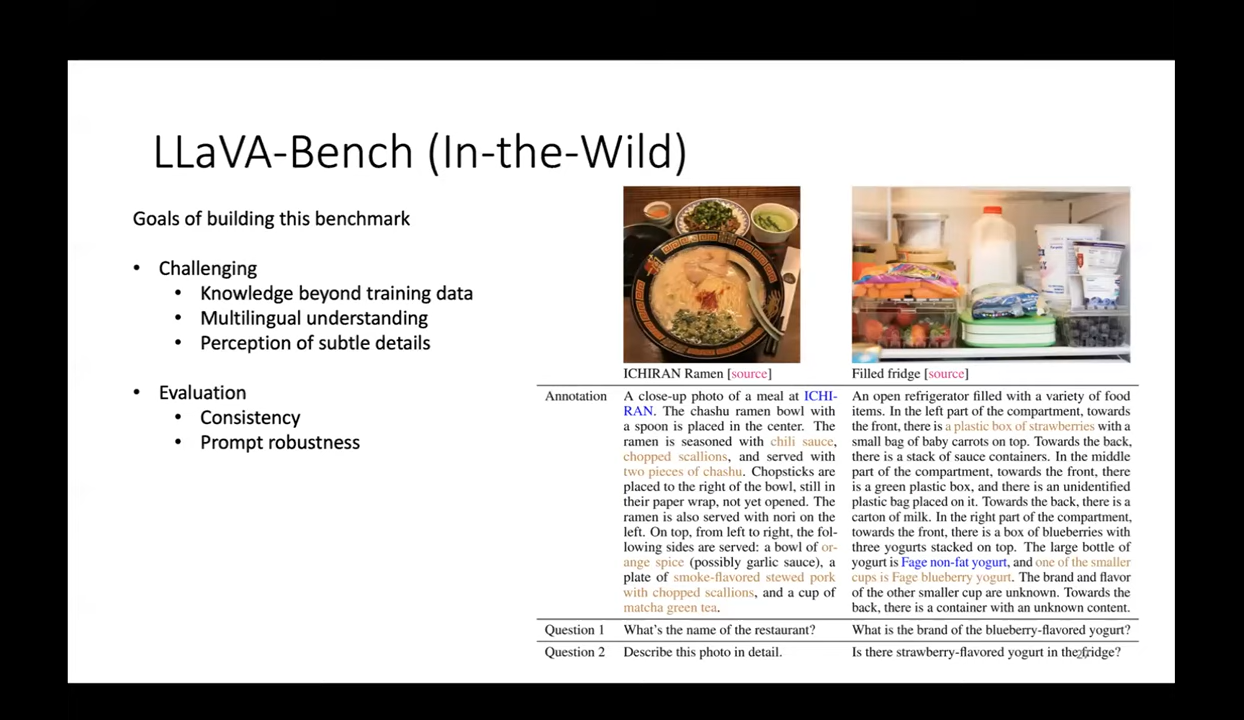 LLaVA-Bench (In-the-Wild)
Goals of building this benchmark
• Challenging
• Knowledge beyond training data
• Multilingual understanding
• Perception of subtle details
• Evaluation
• Consistency
• Prompt robustness
ICHIRAN Ramen [source]
Filled fridge [source]
Annotation
A close-up photo of a meal at ICHI-
RAN. The chashu ramen bowl with
a spoon is placed in the center. The
ramen is seasoned with chili sauce,
chopped scallions, and served with
two pieces of chashu. Chopsticks are
placed to the right of the bowl, still in
their paper wrap, not yet opened. The
ramen is also served with nori on the
left. On top, from left to right, the fol-
lowing sides are served: a bowl of or-
ange spice (possibly garlic sauce), a
plate of smoke-flavored stewed pork
with chopped scallions, and a cup of
matcha green tea.
An open refrigerator filled with a variety of food
items. In the left part of the compartment, towards
the front, there is a plastic box of strawberries with a
small bag of baby carrots on top. Towards the back,
there is a stack of sauce containers. In the middle
part of the compartment, towards the front, there
is a green plastic box, and there is an unidentified
plastic bag placed on it. Towards the back, there is a
carton of milk. In the right part of the compartment,
towards the front, there is a box of blueberries with
three yogurts stacked on top. The large bottle of
yogurt is Fage non-fat yogurt, and one of the smaller
cups is Fage blueberry yogurt. The brand and flavor
of the other smaller cup are unknown. Towards the
back, there is a container with an unknown content.
Question 1
What's the name of the restaurant?
What is the brand of the blueberry-flavored yogurt?
Question 2
Describe this photo in detail.
Is there strawberry-flavored yogurt in the fridge?